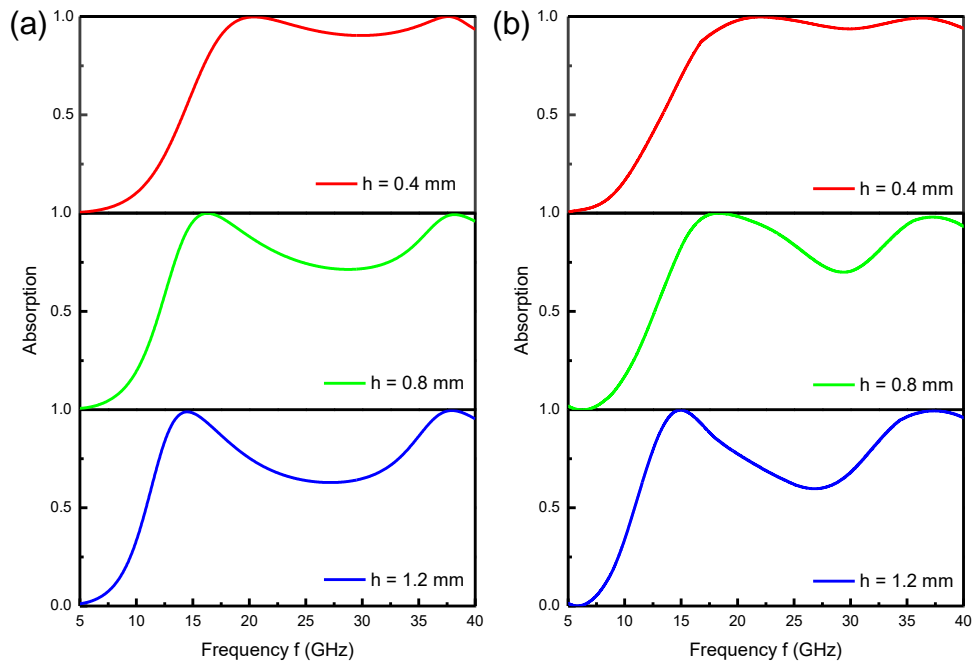 (a)
1.0
0.5
h = 0.4 mm
1.0
Absorption
0.5
h = 0.8 mm
1.0
0.5
h = 1.2 mm
0.0
5 10 15 20 25 30 35 40
Frequency f (GHz)
(b)
1.0
0.5
h = 0.4 mm
1.0
Absorption
0.5
h = 0.8 mm
1.0
0.5
h = 1.2 mm
0.0
5 10 15 20 25 30 35 40
Frequency f (GHz)